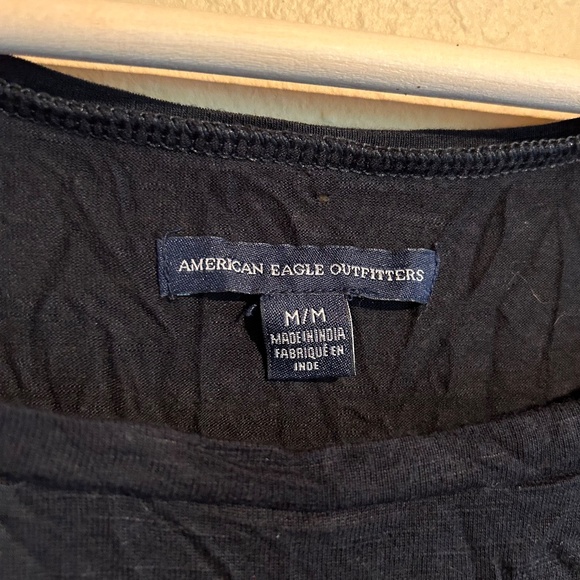 AMERICAN EAGLE OUTFITTERS
M/M
MADE IN INDIA
FABRIQUÉ EN
INDE